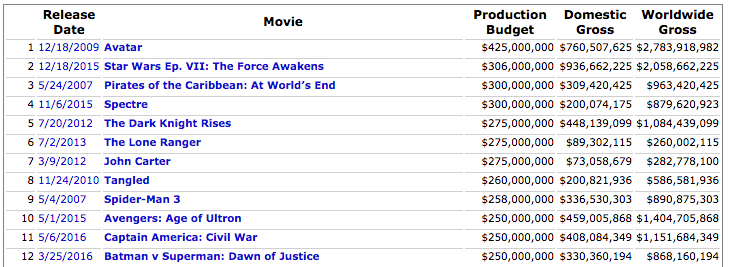 Release Date Movie Production Budget Domestic Gross Worldwide Gross
1 12/18/2009 Avatar $425,000,000 $760,507,625 $2,783,918,982
2 12/18/2015 Star Wars Ep. VII: The Force Awakens $306,000,000 $936,662,225 $2,058,662,225
3 5/24/2007 Pirates of the Caribbean: At World's End $300,000,000 $309,420,425 $963,420,425
4 11/6/2015 Spectre $300,000,000 $200,074,175 $879,620,923
5 7/20/2012 The Dark Knight Rises $275,000,000 $448,139,099 $1,084,439,099
6 7/2/2013 The Lone Ranger $275,000,000 $89,302,115 $260,002,115
7 3/9/2012 John Carter $275,000,000 $73,058,679 $282,778,100
8 11/24/2010 Tangled $260,000,000 $200,821,936 $586,581,936
9 5/4/2007 Spider-Man 3 $258,000,000 $336,530,303 $890,875,303
10 5/1/2015 Avengers: Age of Ultron $250,000,000 $459,005,868 $1,404,705,868
11 5/6/2016 Captain America: Civil War $250,000,000 $408,084,349 $1,151,684,349
12 3/25/2016 Batman v Superman: Dawn of Justice $250,000,000 $330,360,194 $868,160,194